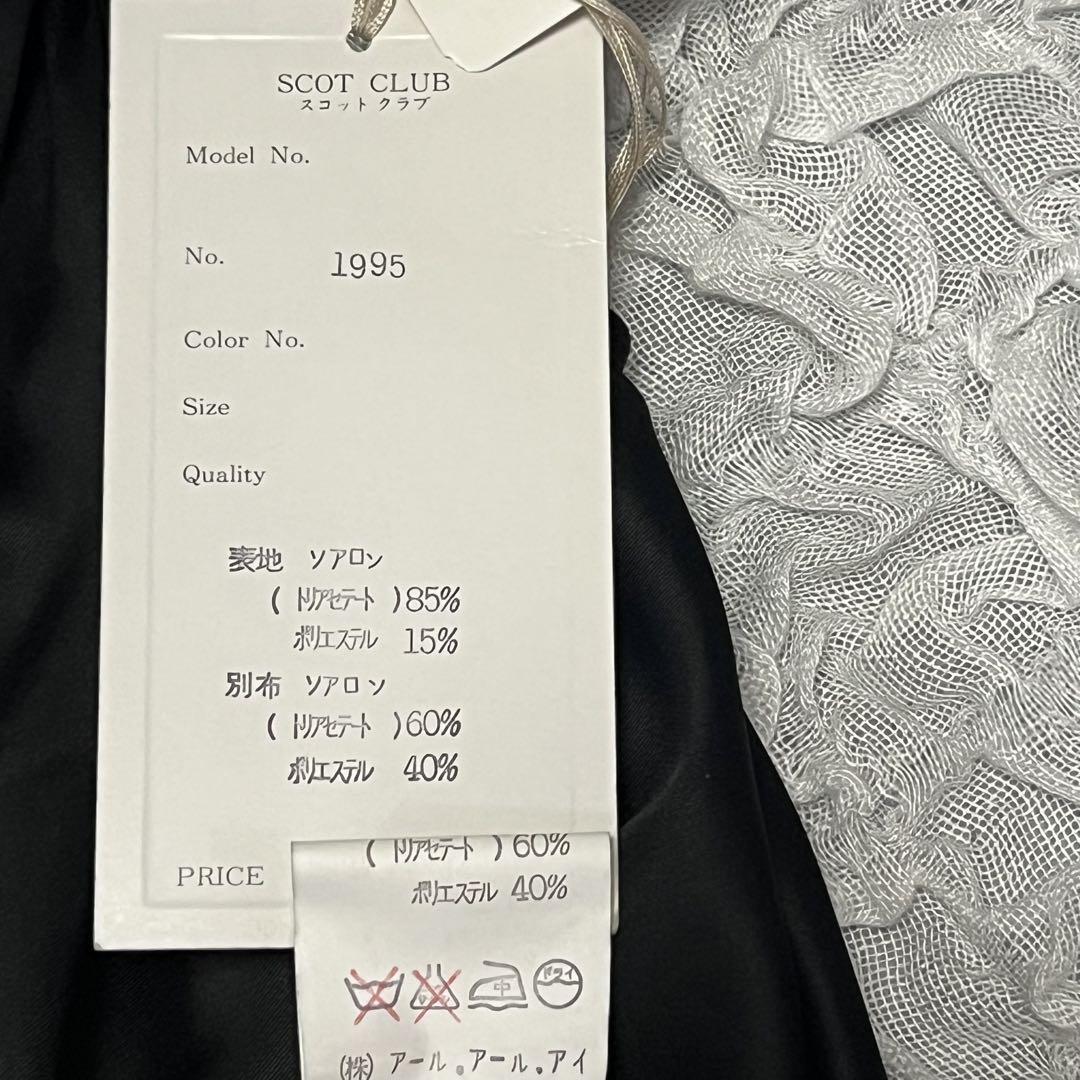 SCOT CLUB
スコットクラブ
Model No.
No. 1995
Color No.
Size
Quality
表地 ソアロン
(トリアセテート)85%
ポリエステル 15%
別布 ソアロン
(トリアセテート)60%
ポリエステル 40%
PRICE
(トリアセテート)60%
ポリエステル 40%
中 ドライ
(株)アール.アール.アイ